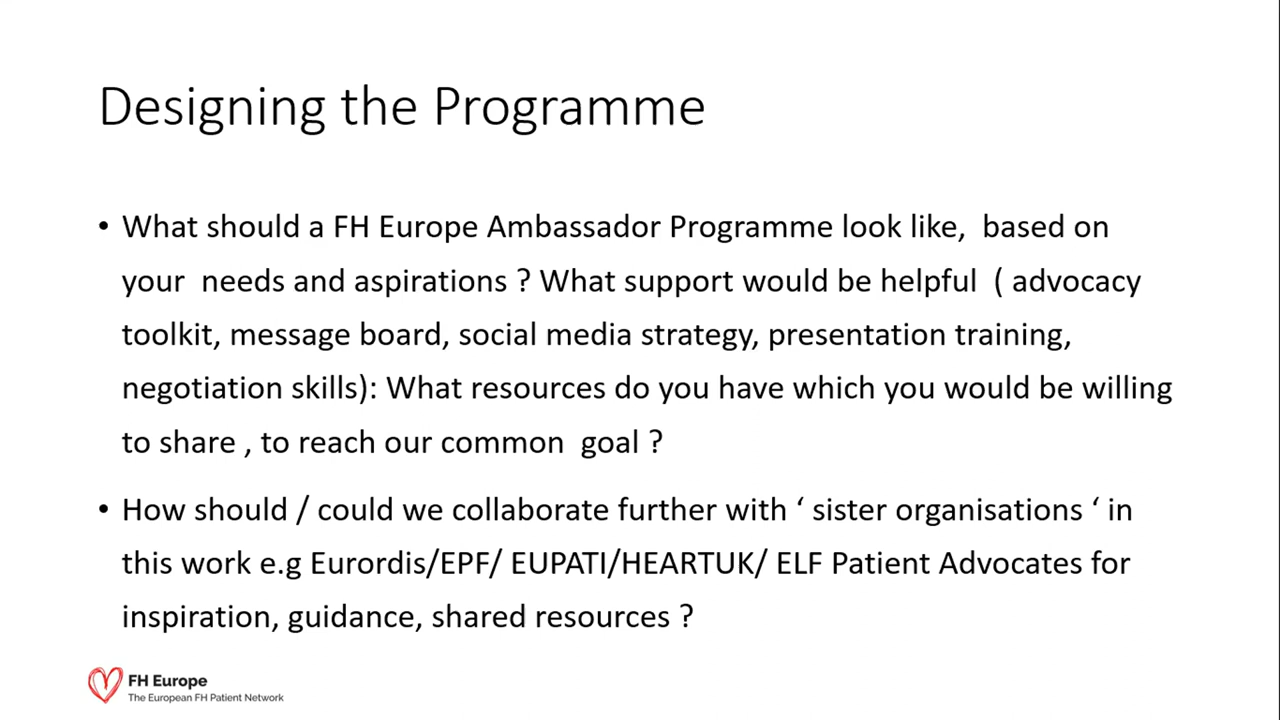 Designing the Programme
• What should a FH Europe Ambassador Programme look like,  based on
your  needs and aspirations ? What support would be helpful  ( advocacy
toolkit, message board, social media strategy, presentation training,
negotiation skills): What resources do you have which you would be willing
to share , to reach our common  goal ?
• How should / could we collaborate further with ‘ sister organisations ‘ in
this work e.g Eurordis/EPF/ EUPATI/HEARTUK/ ELF Patient Advocates for
inspiration, guidance, shared resources ?
FH Europe
The European FH Patient Network